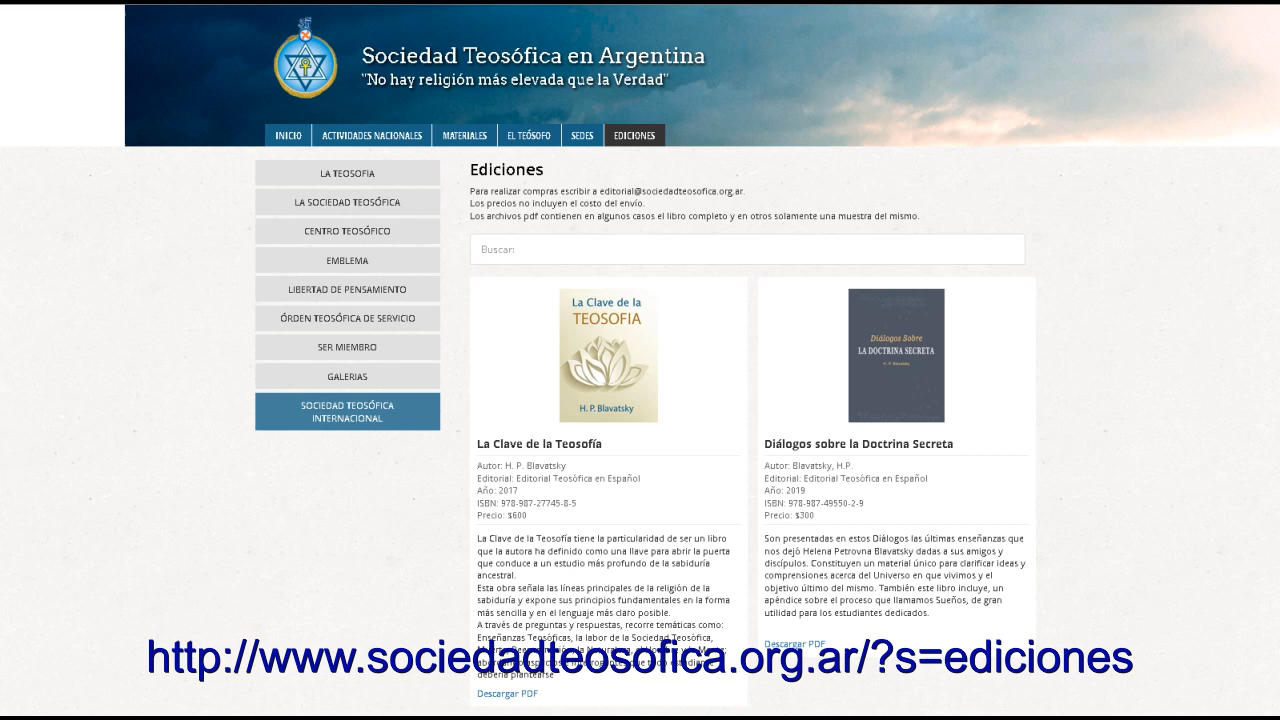 Sociedad Teosófica en Argentina
"No hay religión más elevada que la Verdad"
INICIO
ACTIVIDADES NACIONALES
MATERIALES
EL TEÓSOFO
SEDES
EDICIONES
LA TEOSOFIA
LA SOCIEDAD TEOSÓFICA
CENTRO TEOSÓFICO
EMBLEMA
LIBERTAD DE PENSAMIENTO
ÓRDEN TEOSÓFICA DE SERVICIO
SER MIEMBRO
GALERIAS
SOCIEDAD TEOSÓFICA
INTERNACIONAL
Ediciones
Para realizar compras escribir a editorial@sociedadteosofica.org.ar.
Los precios no incluyen el costo del envío.
Los archivos pdf contienen en algunos casos el libro completo y en otros solamente una muestra del mismo.
Buscar:
La Clave de la
TEOSOFIA
H. P. Blavatsky
La Clave de la Teosofía
Autor: H. P. Blavatsky
Editorial: Editorial Teosófica en Español
Año: 2017
ISBN: 978-987-27745-8-5
Precio: $600
La Clave de la Teosofía tiene la particularidad de ser un libro
que la autora ha definido como una llave para abrir la puerta
que conduce a un estudio más profundo de la sabiduría
ancestral.
Esta obra señala las líneas principales de la religión de la
sabiduría y expone sus principios fundamentales en la forma
más sencilla y en el lenguaje más claro posible.
A través de preguntas y respuestas, recorre temáticas como:
Enseñanzas Teosóficas, la labor de la Sociedad Teosófica,
debería plantearse
Descargar PDF
Diálogos Sobre
LA DOCTRINA SECRETA
H. P. Blavatsky
Diálogos sobre la Doctrina Secreta
Autor: Blavatsky, H.P.
Editorial: Editorial Teosófica en Español
Año: 2019
ISBN: 978-987-49550-2-9
Precio: $300
Son presentadas en estos Diálogos las últimas enseñanzas que
nos dejó Helena Petrovna Blavatsky dadas a sus amigos y
discípulos. Constituyen un material único para clarificar ideas y
comprensiones acerca del Universo en que vivimos y el
objetivo último del mismo. También este libro incluye, un
apéndice sobre el proceso que llamamos Sueños, de gran
utilidad para los estudiantes dedicados.
Descargar PDF
http://www.sociedadteosofica.org.ar/?s=ediciones